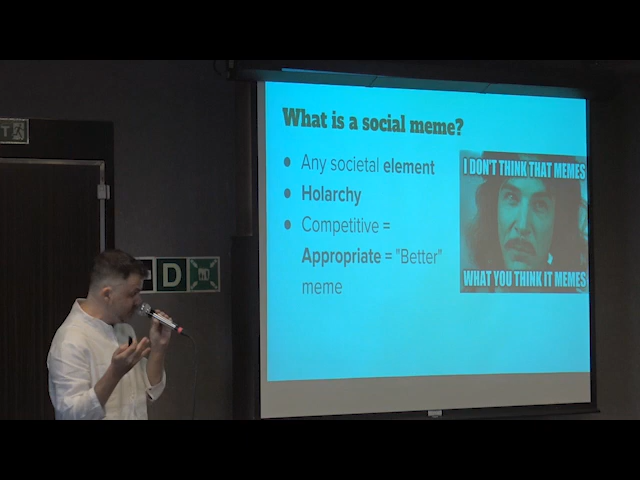 What is a social meme?
Any societal element
Holarchy
Competitive =
Appropriate = "Better"
meme
I DON'T THINK THAT MEMES
WHAT YOU THINK IT MEMES
D